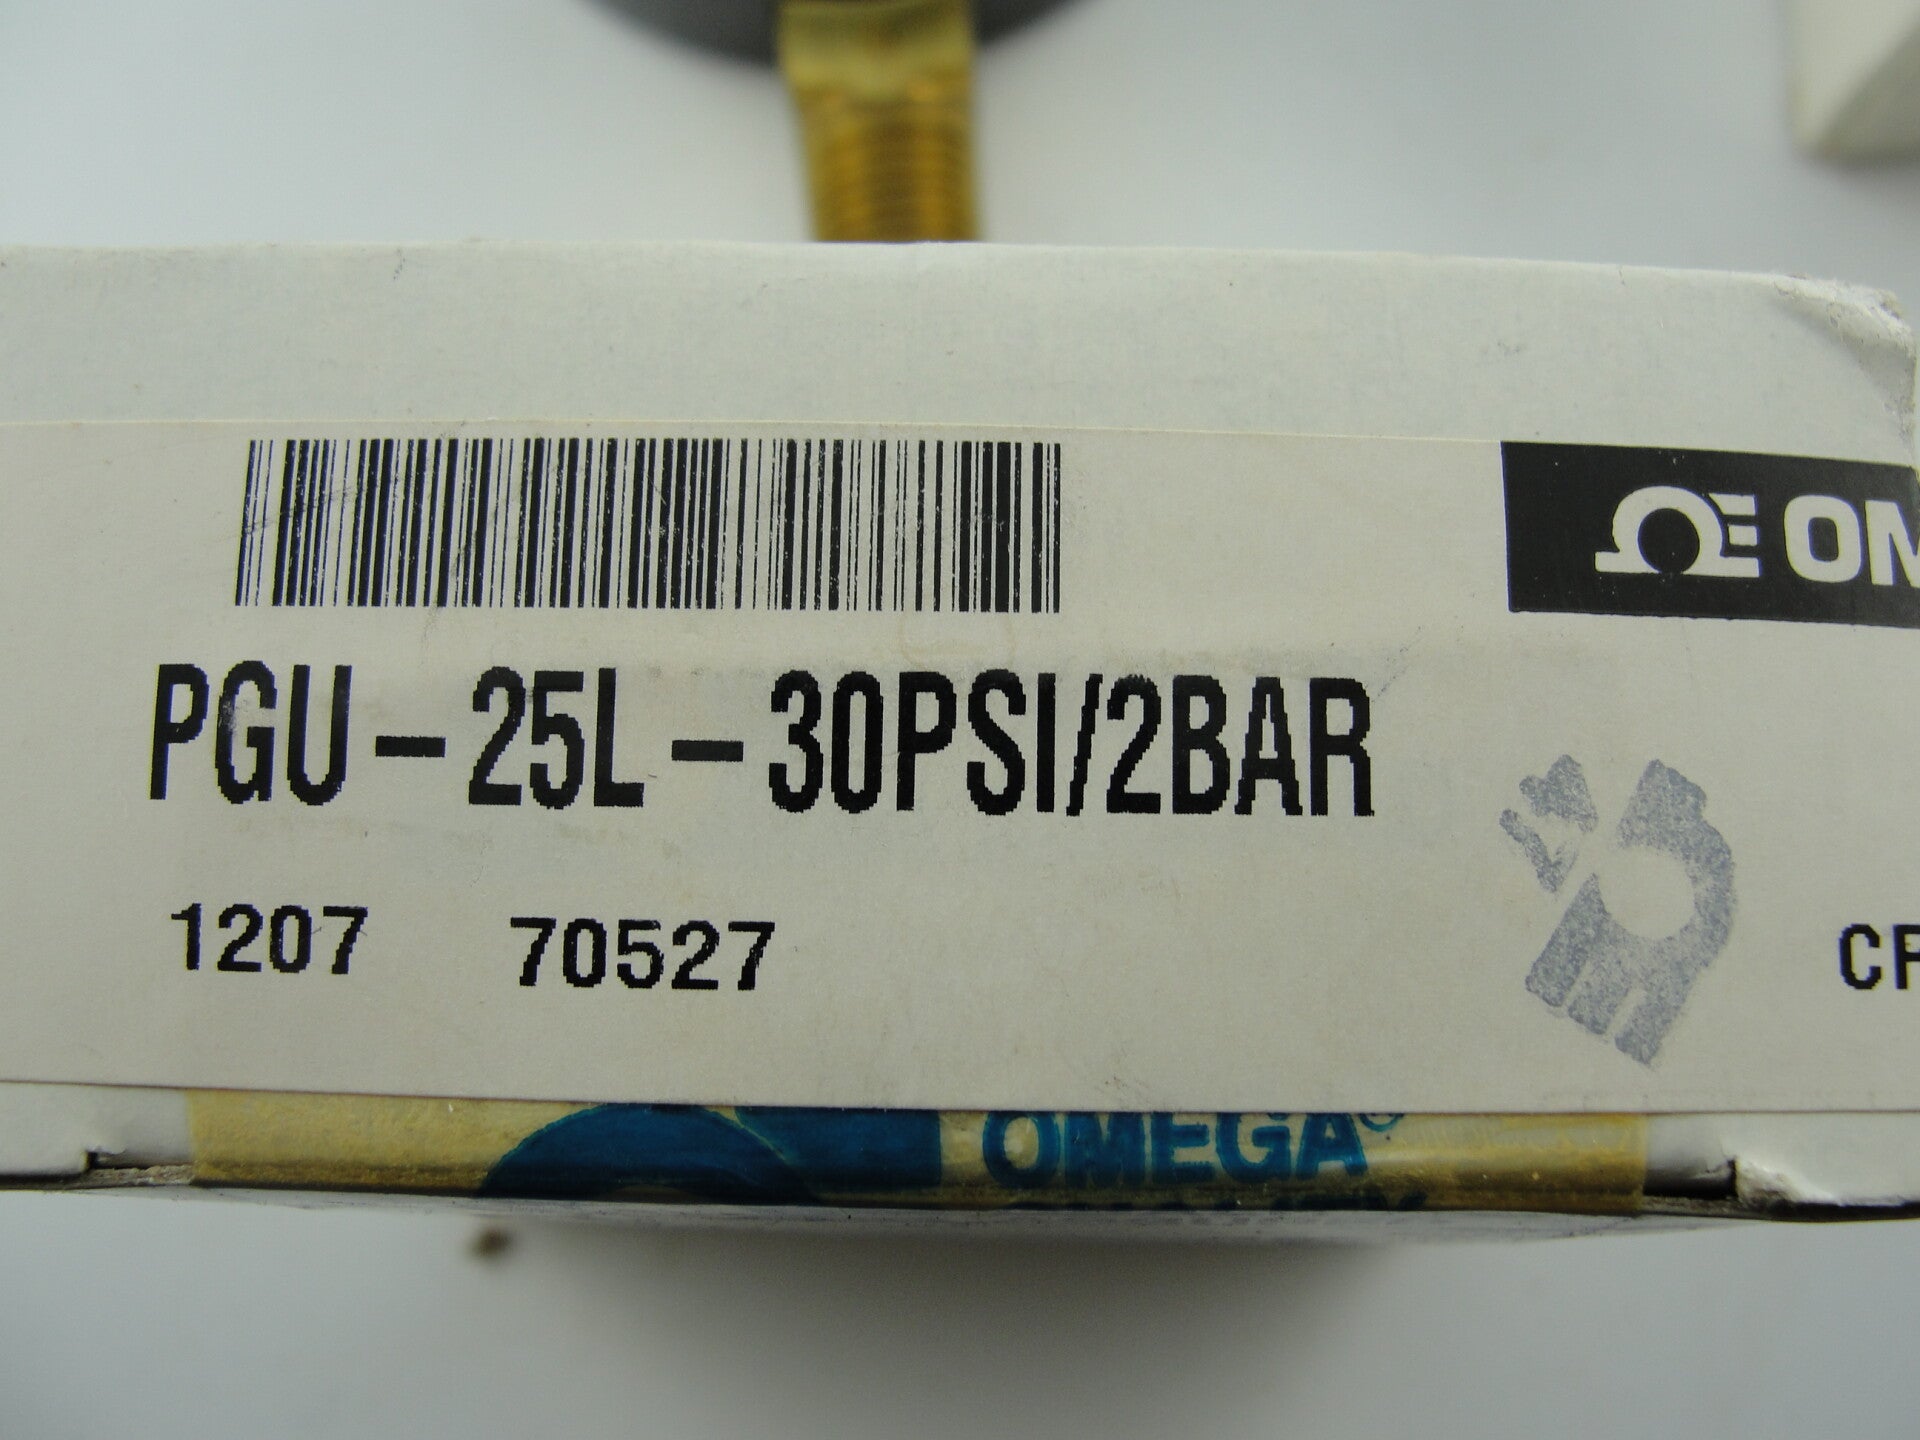 OM
PGU-25L-30PSI/2BAR
1207 70527
CF
OMEGA®